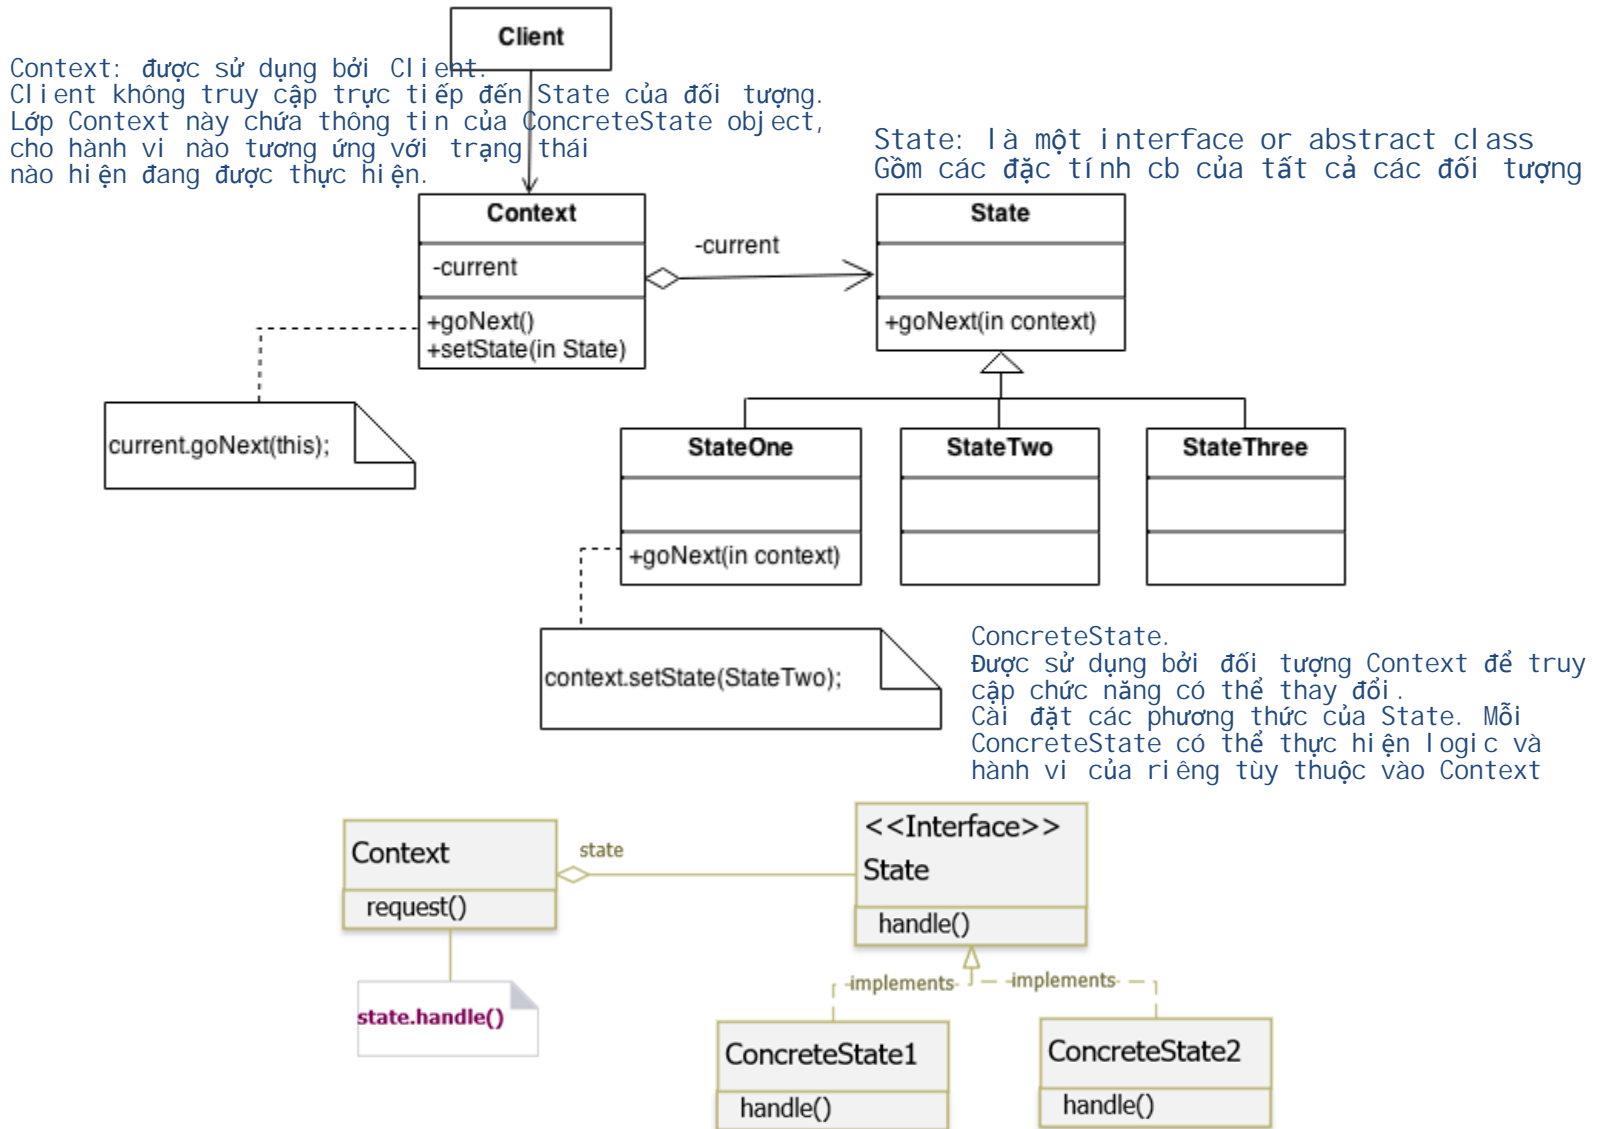 Client
Context: được sử dụng bởi Client.
Client không truy cập trực tiếp đến State của đối tượng.
Lớp Context này chứa thông tin của ConcreteState object,
cho hành vi nào tương ứng với trạng thái
nào hiện đang được thực hiện.
State: là một interface or abstract class
Gồm các đặc tính cb của tất cả các đối tượng
Context
-current
+goNext()
+setState(in State)
-current
State
+goNext(in context)
current.goNext(this);
StateOne
+goNext(in context)
StateTwo
StateThree
context.setState(StateTwo);
ConcreteState.
Được sử dụng bởi đối tượng Context để truy
cập chức năng có thể thay đổi.
Cài đặt các phương thức của State. Mỗi
ConcreteState có thể thực hiện logic và
hành vi của riêng tùy thuộc vào Context
Context
request()
state
<<Interface>>
State
handle()
state.handle()
implements
implements
ConcreteState1
handle()
ConcreteState2
handle()